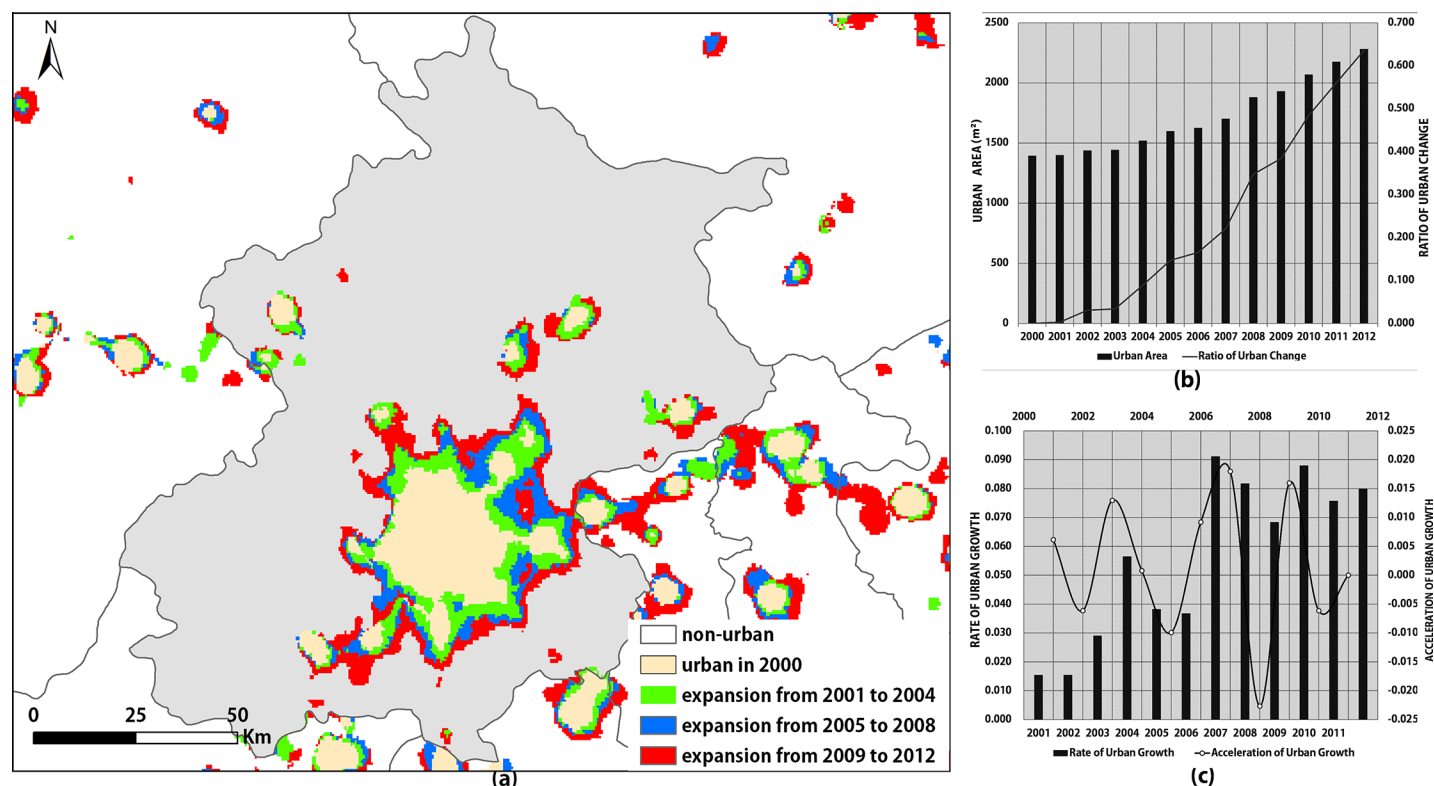 N
non-urban
urban in 2000
expansion from 2001 to 2004
expansion from 2005 to 2008
expansion from 2009 to 2012
0 25 50 Km
(a)
2500 0.700
2000 0.600
1500 0.500
1000 0.400
500 0.300
0 0.200
0.100
0.000
URBAN AREA (m²)
RATIO OF URBAN CHANGE
2000 2001 2002 2003 2004 2005 2006 2007 2008 2009 2010 2011 2012
Urban Area Ratio of Urban Change
(b)
2000 2002 2004 2006 2008 2010 2012
0.100 0.025
0.090 0.020
0.080 0.015
0.070 0.010
0.060 0.005
0.050 0.000
0.040 -0.005
0.030 -0.010
0.020 -0.015
0.010 -0.020
0.000 -0.025
RATE OF URBAN GROWTH
ACCELERATION OF URBAN GROWTH
2001 2002 2003 2004 2005 2006 2007 2008 2009 2010 2011
Rate of Urban Growth Acceleration of Urban Growth
(c)